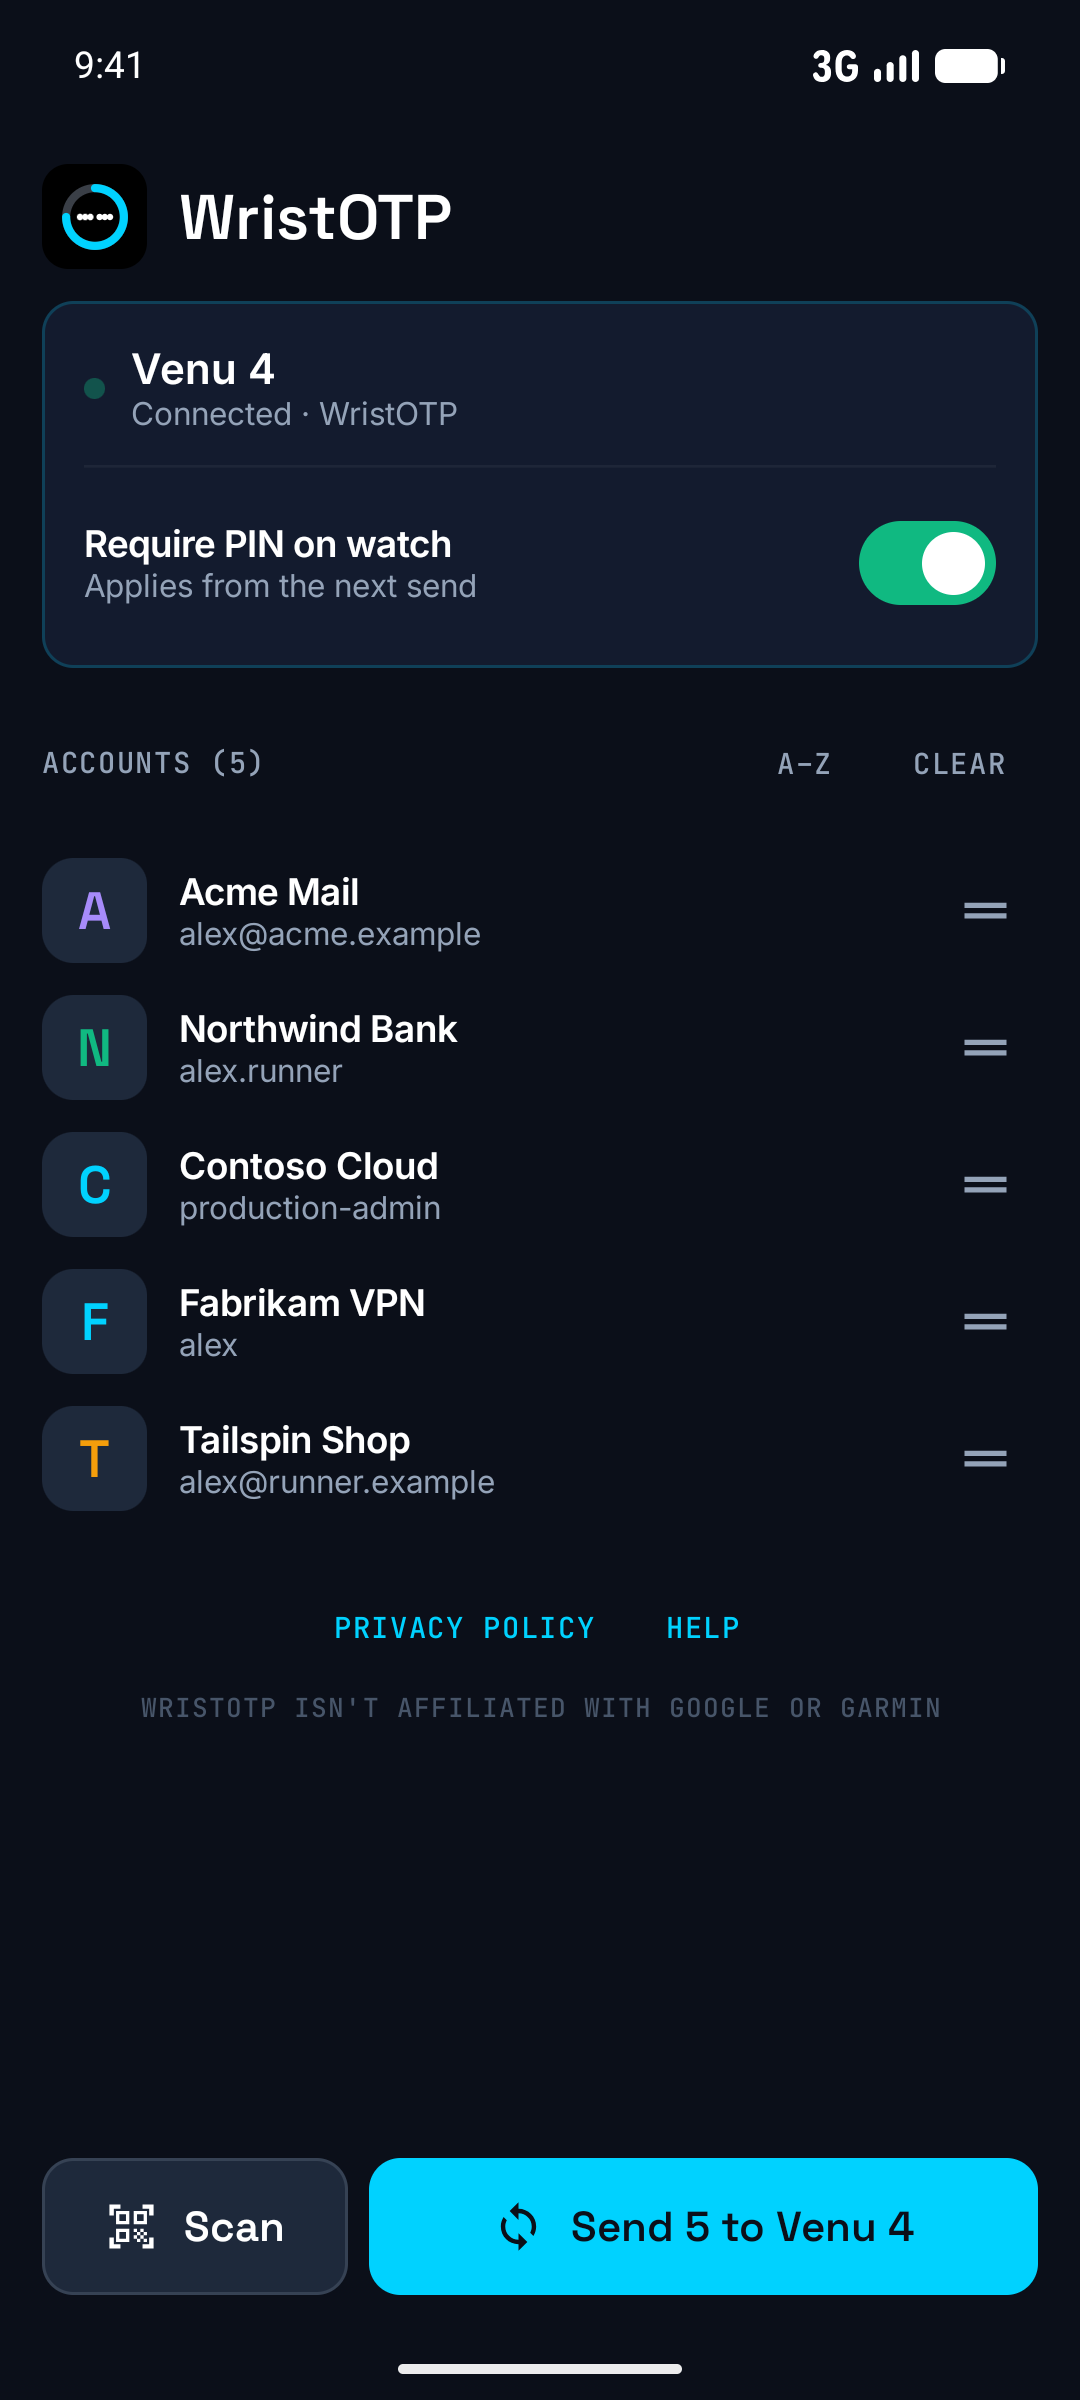 9:41
3G
WristOTP
Venu 4
Connected · WristOTP
Require PIN on watch
Applies from the next send
ACCOUNTS (5)
A–Z
CLEAR
A
Acme Mail
alex@acme.example
N
Northwind Bank
alex.runner
C
Contoso Cloud
production-admin
F
Fabrikam VPN
alex
T
Tailspin Shop
alex@runner.example
PRIVACY POLICY
HELP
WRISTOTP ISN'T AFFILIATED WITH GOOGLE OR GARMIN
Scan
Send 5 to Venu 4